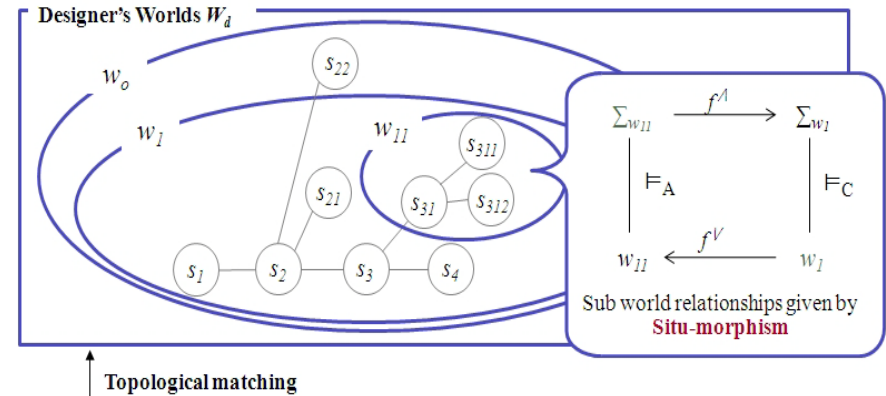 Designer's Worlds W_d
w_o
s_22
w_1
w_11
s_311
s_21
s_31
s_312
s_1
s_2
s_3
s_4
Σ_w11 f^Λ Σ_w1
⊨_A ⊨_C
w_11 f^V w_1
Sub world relationships given by
Situ-morphism
Topological matching